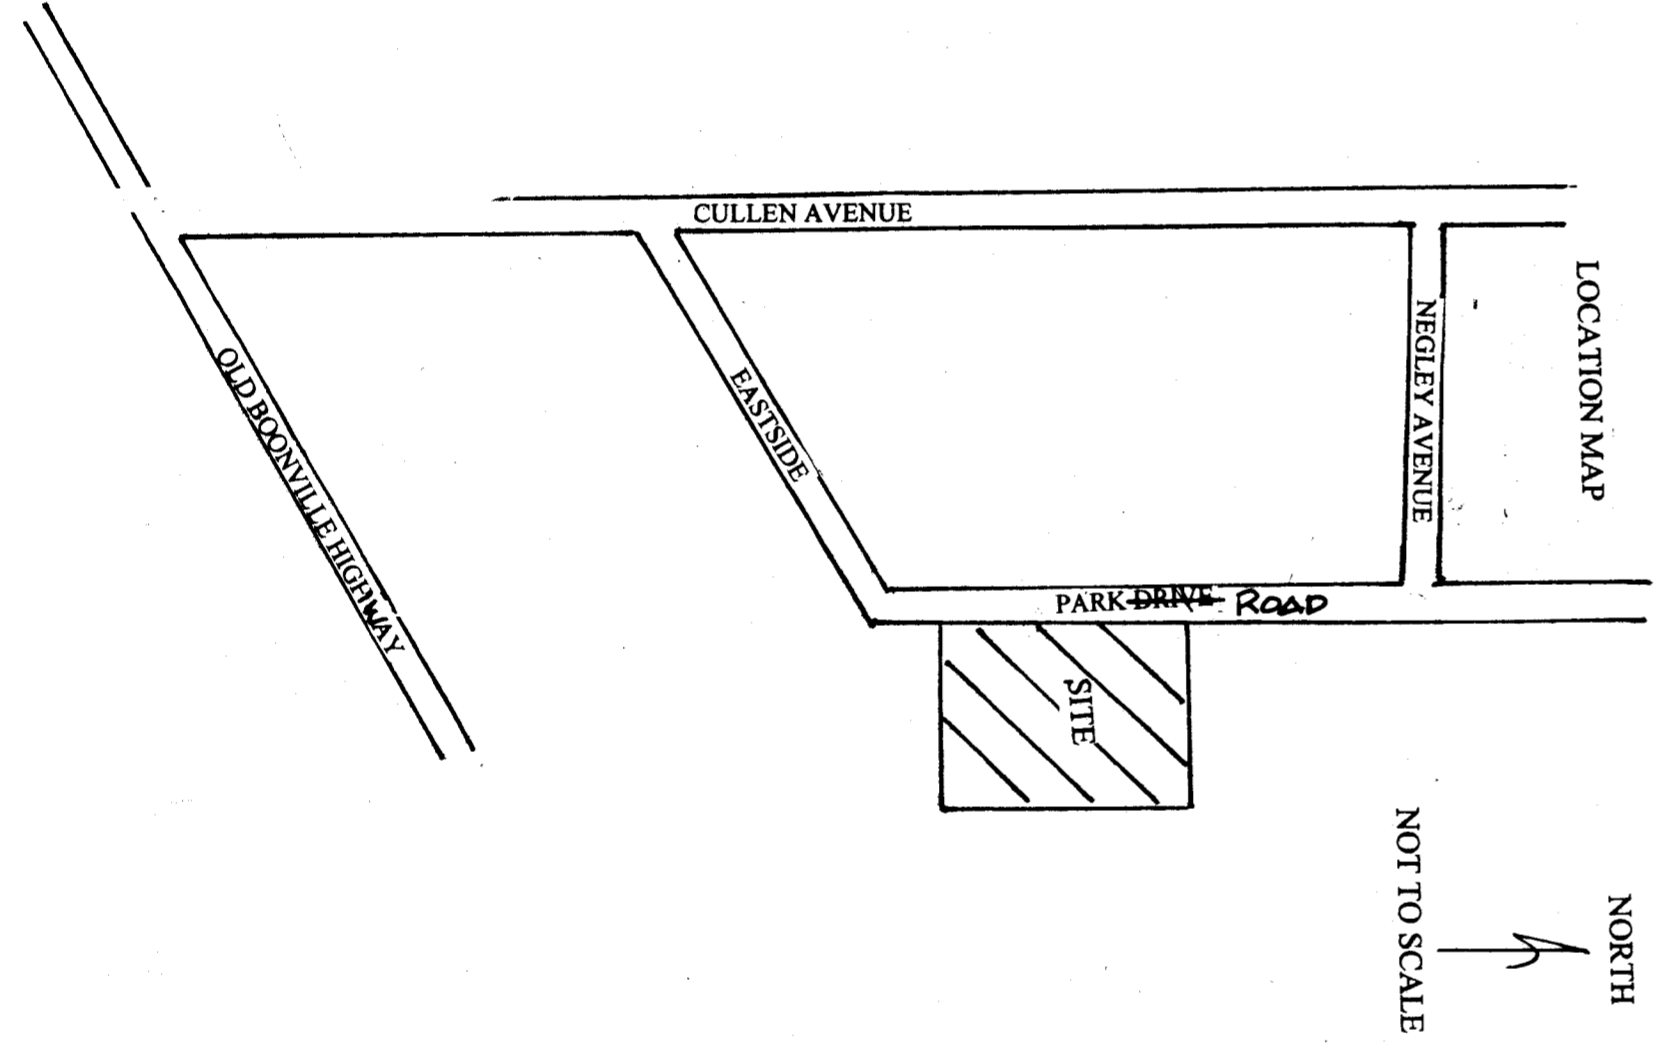 LOCATION MAP
CULLEN AVENUE
NEGLEY AVENUE
EASTSIDE
PARK DRIVE ROAD
OLD BOONVILLE HIGHWAY
SITE
NORTH
NOT TO SCALE